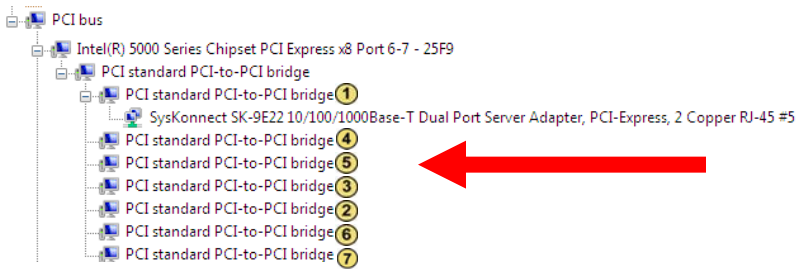 PCI bus
Intel(R) 5000 Series Chipset PCI Express x8 Port 6-7 - 25F9
PCI standard PCI-to-PCI bridge
PCI standard PCI-to-PCI bridge 1
SysKonnect SK-9E22 10/100/1000Base-T Dual Port Server Adapter, PCI-Express, 2 Copper RJ-45 #5
PCI standard PCI-to-PCI bridge 4
PCI standard PCI-to-PCI bridge 5
PCI standard PCI-to-PCI bridge 3
PCI standard PCI-to-PCI bridge 2
PCI standard PCI-to-PCI bridge 6
PCI standard PCI-to-PCI bridge 7